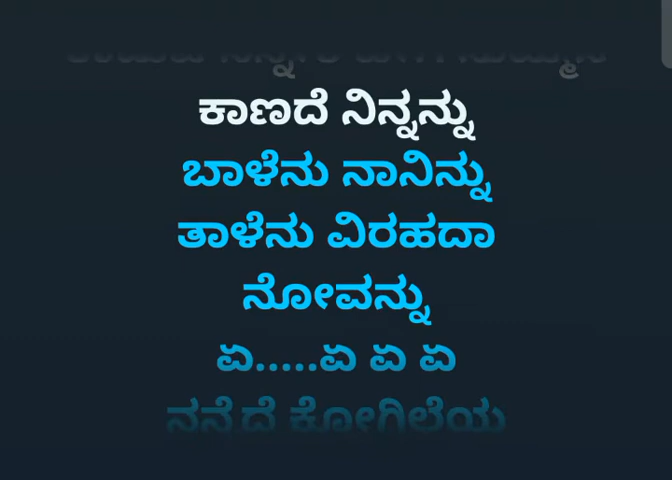 ಕಾಣದೆ ನಿನ್ನನ್ನು
ಬಾಳೆನು ನಾನಿನ್ನು
ತಾಳೆನು ವಿರಹದಾ
ನೋವನ್ನು
ಏ.....ಏ ಏ ಏ
ಕೋಗಿಲೆಯ